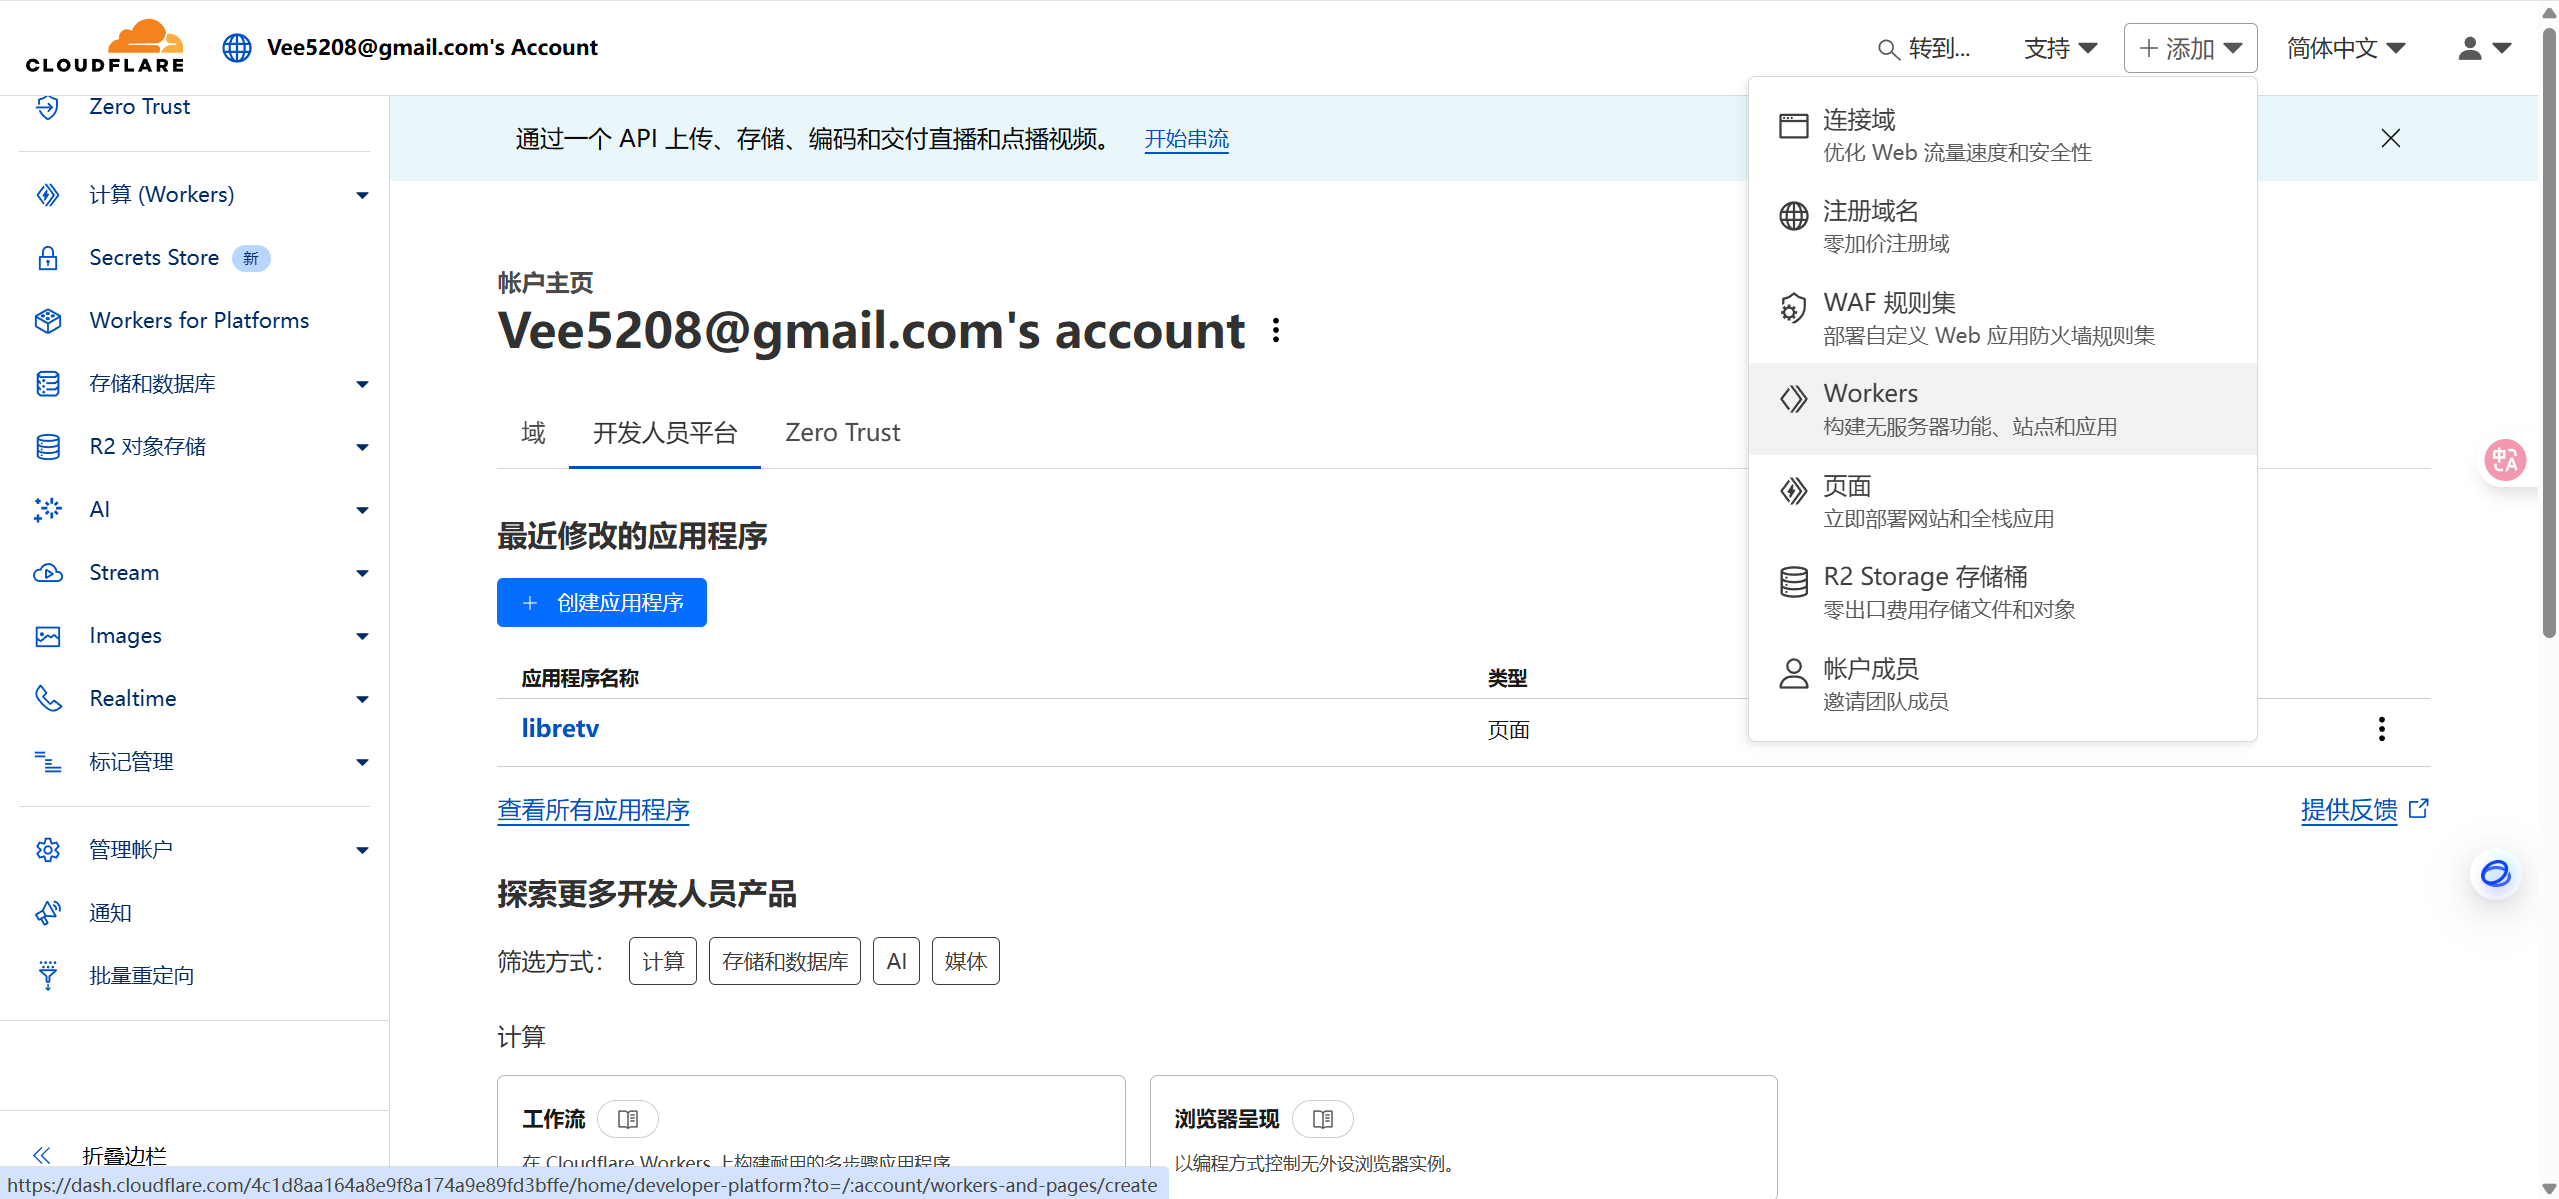 CLOUDFLARE
Vee5208@gmail.com's Account
转到...
支持
添加
简体中文
Zero Trust
计算 (Workers)
Secrets Store 新
Workers for Platforms
存储和数据库
R2 对象存储
AI
Stream
Images
Realtime
标记管理
管理帐户
通知
批量重定向
折叠边栏
通过一个 API 上传、存储、编码和交付直播和点播视频。 开始串流
帐户主页
Vee5208@gmail.com's account
域 开发人员平台 Zero Trust
最近修改的应用程序
创建应用程序
应用程序名称 类型
libretv 页面
查看所有应用程序 提供反馈
探索更多开发人员产品
筛选方式： 计算 存储和数据库 AI 媒体
计算
工作流
在 Cloudflare Workers 上构建耐用的多步骤应用程序
浏览器呈现
以编程方式控制无外设浏览器实例。
连接域
优化 Web 流量速度和安全性
注册域名
零加价注册域
WAF 规则集
部署自定义 Web 应用防火墙规则集
Workers
构建无服务器功能、站点和应用
页面
立即部署网站和全栈应用
R2 Storage 存储桶
零出口费用存储文件和对象
帐户成员
邀请团队成员
中 A
https://dash.cloudflare.com/4c1d8aa164a8e9f8a174a9e89fd3bffe/home/developer-platform?to=/:account/workers-and-pages/create